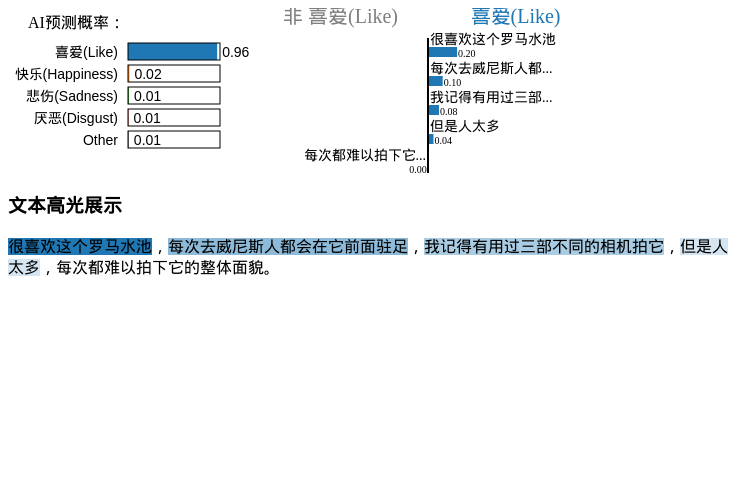 AI预测概率：
喜爱(Like) 0.96
快乐(Happiness) 0.02
悲伤(Sadness) 0.01
厌恶(Disgust) 0.01
Other 0.01
非 喜爱(Like) 喜爱(Like)
很喜欢这个罗马水池
0.20
每次去威尼斯人都...
0.10
我记得有用过三部...
0.08
但是人太多
0.04
每次都难以拍下它...
0.00
文本高光展示
很喜欢这个罗马水池，每次去威尼斯人都会在它前面驻足，我记得有用过三部不同的相机拍它，但是人
太多，每次都难以拍下它的整体面貌。